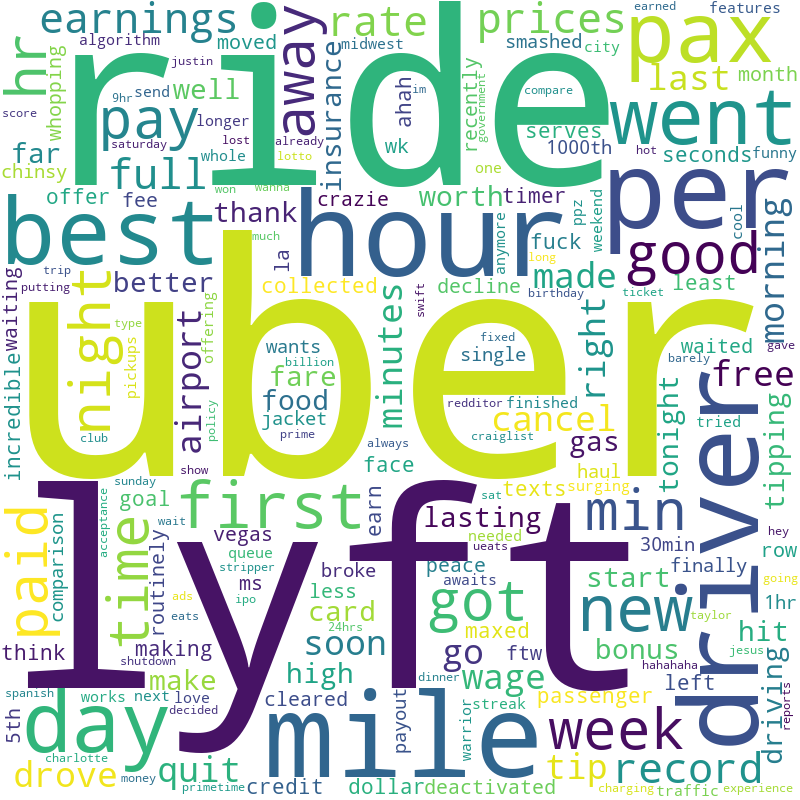 earned
features
earnings
away
rate
prices
pax
algorithm
moved
midwest
smashed
city
hr
ride
justin
last
month
whopping
9hr
send
well
im
compare
recently
government
went
score
pay
longer
insurance
ahah
serves
saturday
lost
already
wk
1000th
hot
seconds
funny
far
full
whole
lotto
one
chinsy
stripper
offer
fee
won
wanna
crazie
worth
timer
per
best
thank
hour
ppz
weekend
cool
morning
much
anymore
fuck
good
la
long
trip
better
collected
decline
made
least
putting
waiting
birthday
ticket
night
uber
offering
swift
minutes
right
waited
barely
gave
type
airport
wants
fixed
single
pickups
billion
fare
free
incredible
food
redditor
finished
tried
policy
jacket
prime
craiglist
cancel
tonight
tipping
club
always
gas
driver
show
face
haul
sunday
texts
surging
paid
first
goal
earn
lasting
min
acceptance
time
vegas
needed
sat
hey
comparison
wait
queue
ueats
30min
row
routinely
broke
peace
finally
ms
awaits
start
going
ads
ipo
less
lyft
got
new
1hr
eats
24hrs
card
maxed
taylor
hit
think
making
soon
go
ftw
bonus
jesus
shutdown
dinner
hahahaha
make
high
wage
passenger
left
spanish
works
next
love
cleared
streak
driving
reports
5th
day
decided
mile
payout
warrior
week
charlotte
drove
money
quit
tip
record
primetime
credit
dollar
deactivated
charging
traffic
experience